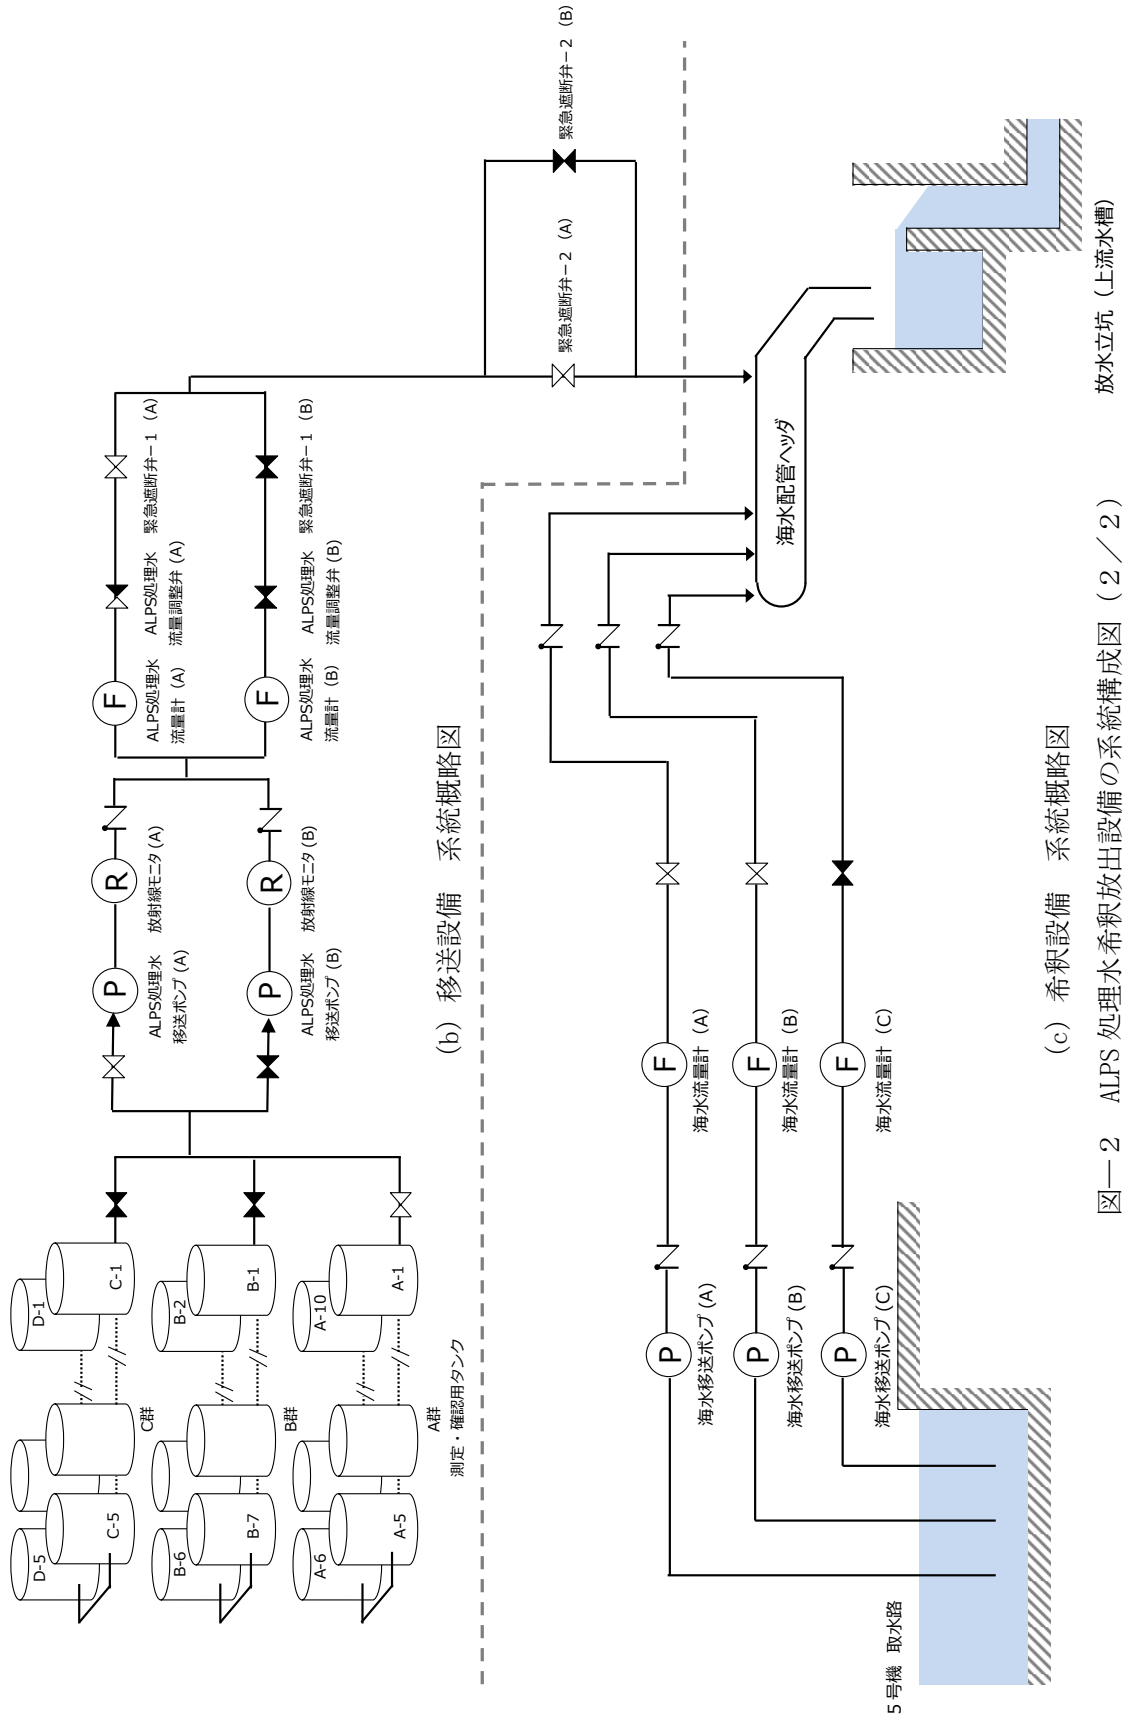 D-5
D-1
C-5
C-1
C群
B-6
B-2
B-7
B-1
B群
A-6
A-10
A-5
A-1
A群
測定・確認用タンク
P
ALPS処理水
移送ポンプ (A)
R
放射線モニタ (A)
F
ALPS処理水
流量計 (A)
ALPS処理水
流量調整弁 (A)
緊急遮断弁－1 (A)
P
ALPS処理水
移送ポンプ (B)
R
放射線モニタ (B)
F
ALPS処理水
流量計 (B)
ALPS処理水
流量調整弁 (B)
緊急遮断弁－1 (B)
緊急遮断弁－2 (A)
緊急遮断弁－2 (B)
(b) 移送設備 系統概略図
P
海水移送ポンプ (A)
F
海水流量計 (A)
P
海水移送ポンプ (B)
F
海水流量計 (B)
P
海水移送ポンプ (C)
F
海水流量計 (C)
海水配管ヘッダ
5号機 取水路
放水立坑 (上流水槽)
(c) 希釈設備 系統概略図
図－2 ALPS 処理水希釈放出設備の系統構成図 (2／2)